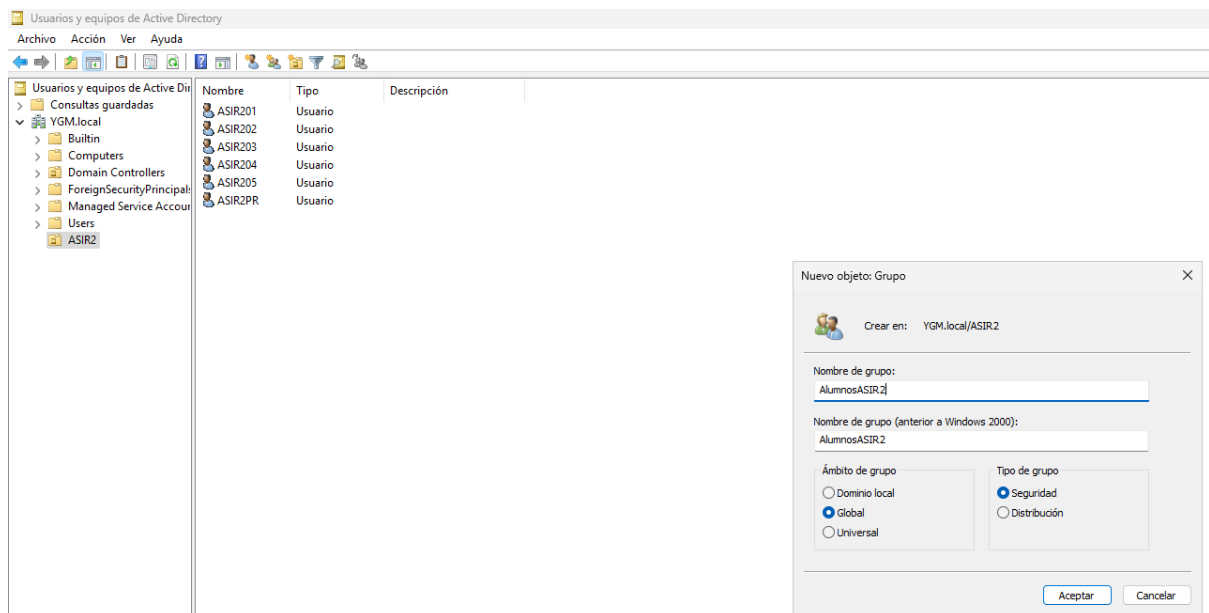 Usuarios y equipos de Active Directory
Archivo Acción Ver Ayuda
Usuarios y equipos de Active Dir
Consultas guardadas
YGM.local
Builtin
Computers
Domain Controllers
ForeignSecurityPrincipals
Managed Service Accour
Users
ASIR2
Nombre Tipo Descripción
ASIR201 Usuario
ASIR202 Usuario
ASIR203 Usuario
ASIR204 Usuario
ASIR205 Usuario
ASIR2PR Usuario
Nuevo objeto: Grupo
Crear en: YGM.local/ASIR2
Nombre de grupo:
AlumnosASIR2
Nombre de grupo (anterior a Windows 2000):
AlumnosASIR2
Ámbito de grupo Tipo de grupo
Dominio local Seguridad
Global Distribución
Universal
Aceptar Cancelar